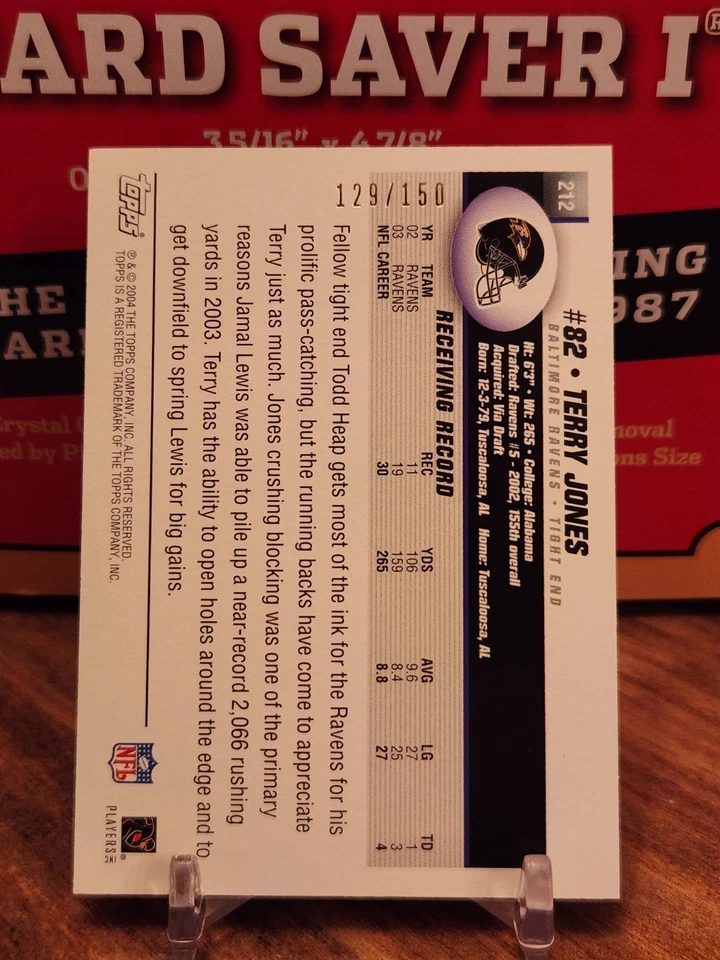 ARD SAVER I®
3.5/16" x 4.7/8"
HE
AR
ING
987
rystal
moval
ed by P
ons Size
212
129/150
#82 • TERRY JONES
BALTIMORE RAVENS • TIGHT END
Ht: 6'3" • Wt: 265 • College: Alabama
Drafted: Ravens #5 - 2002, 155th overall
Acquired: Via Draft
Born: 12-3-79, Tuscaloosa, AL Home: Tuscaloosa, AL
RECEIVING RECORD
YR TEAM REC YDS AVG LG TD
02 RAVENS 11 106 9.6 27 1
03 RAVENS 19 159 8.4 25 3
NFL CAREER 30 265 8.8 27 4
Fellow tight end Todd Heap gets most of the ink for the Ravens for his
prolific pass-catching, but the running backs have come to appreciate
Terry just as much. Jones crushing blocking was one of the primary
reasons Jamal Lewis was able to pile up a near-record 2,066 rushing
yards in 2003. Terry has the ability to open holes around the edge and to
get downfield to spring Lewis for big gains.
topps®
® & © 2004 THE TOPPS COMPANY, INC. ALL RIGHTS RESERVED.
TOPPS IS A REGISTERED TRADEMARK OF THE TOPPS COMPANY, INC.
NFL
PLAYERS INC